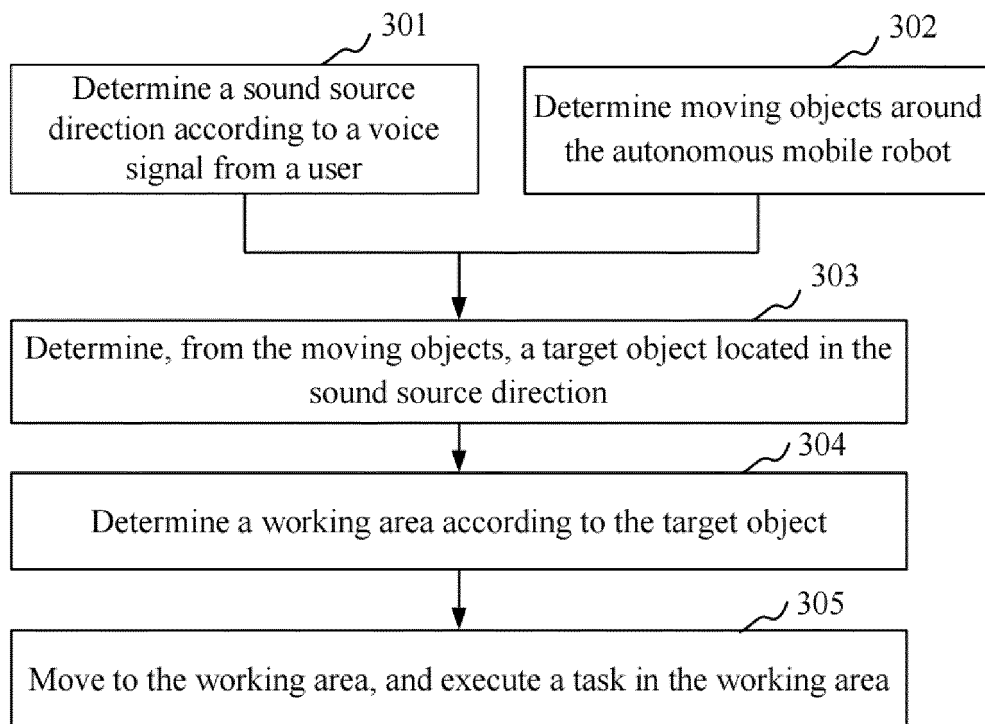 301
Determine a sound source
direction according to a voice
signal from a user
302
Determine moving objects around
the autonomous mobile robot
303
Determine, from the moving objects, a target object located in the
sound source direction
304
Determine a working area according to the target object
305
Move to the working area, and execute a task in the working area